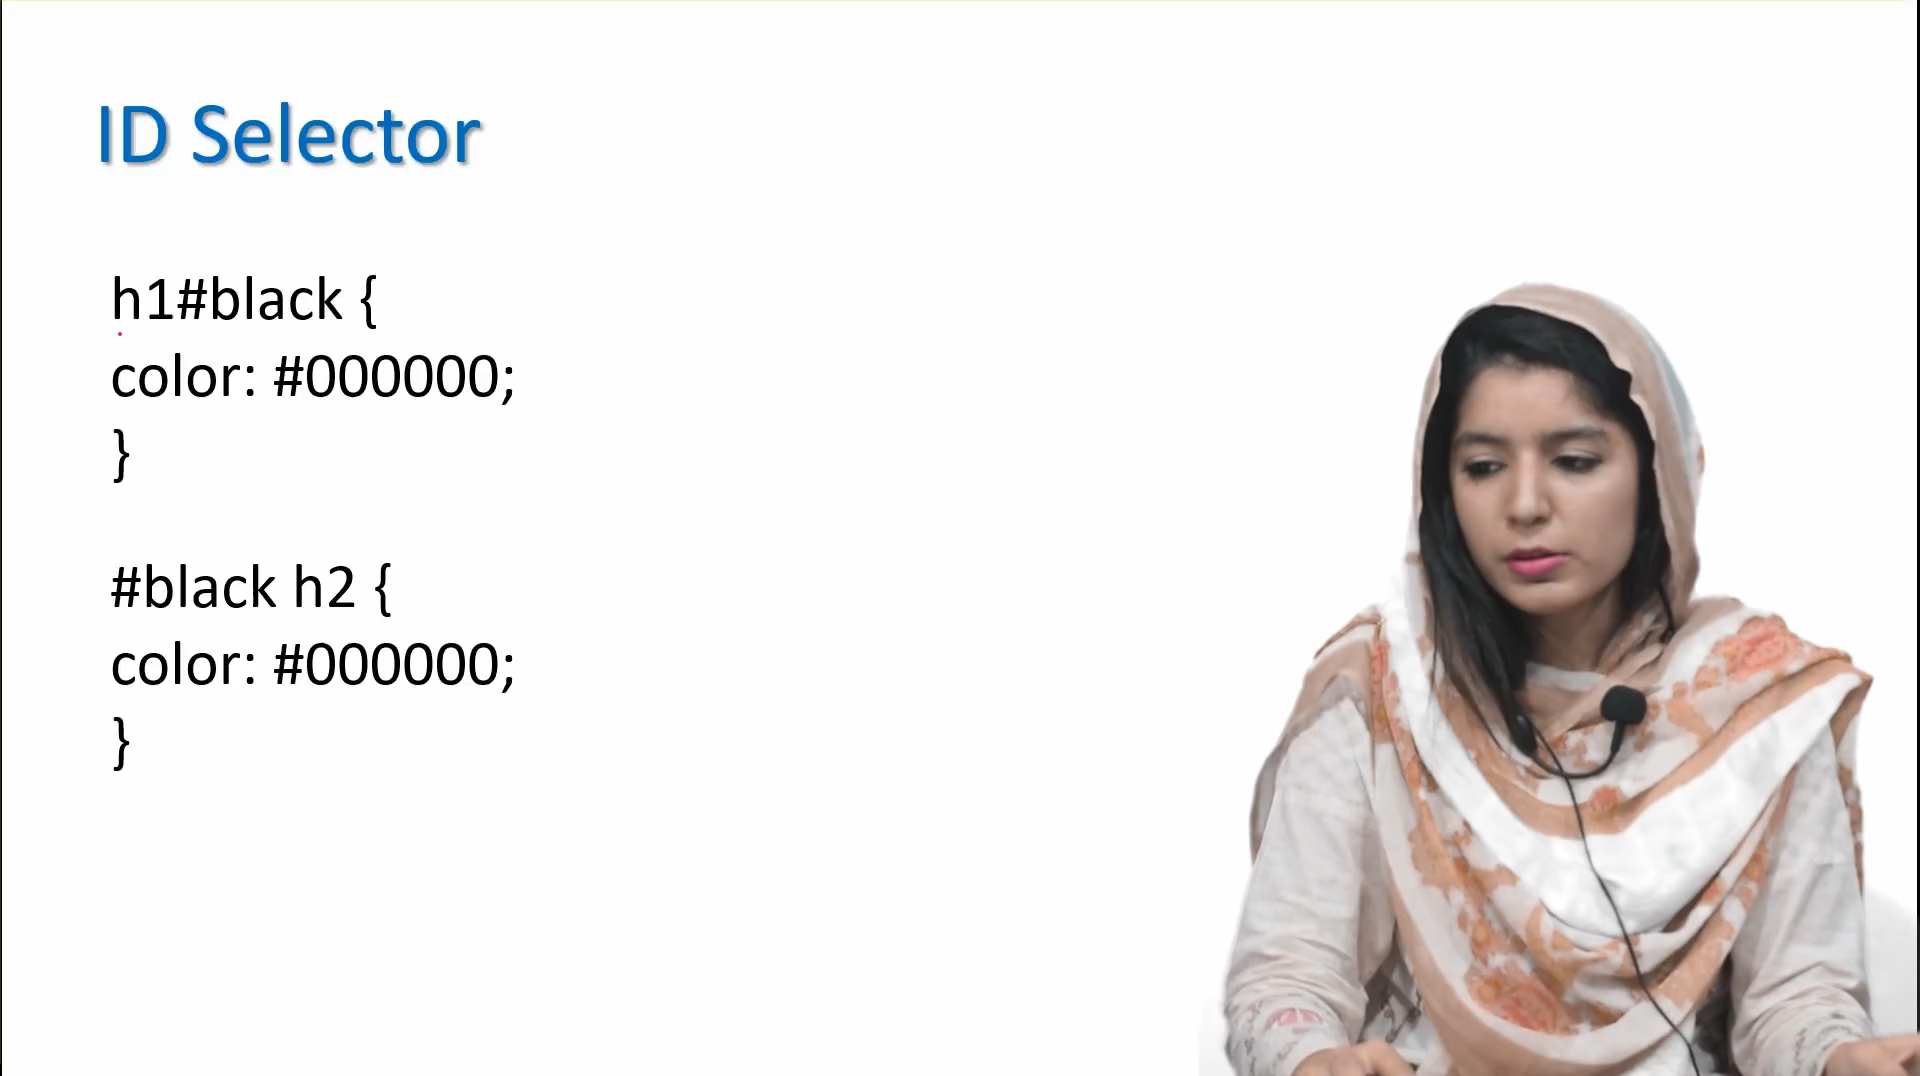 ID Selector
h1#black {
color: #000000;
}
#black h2 {
color: #000000;
}